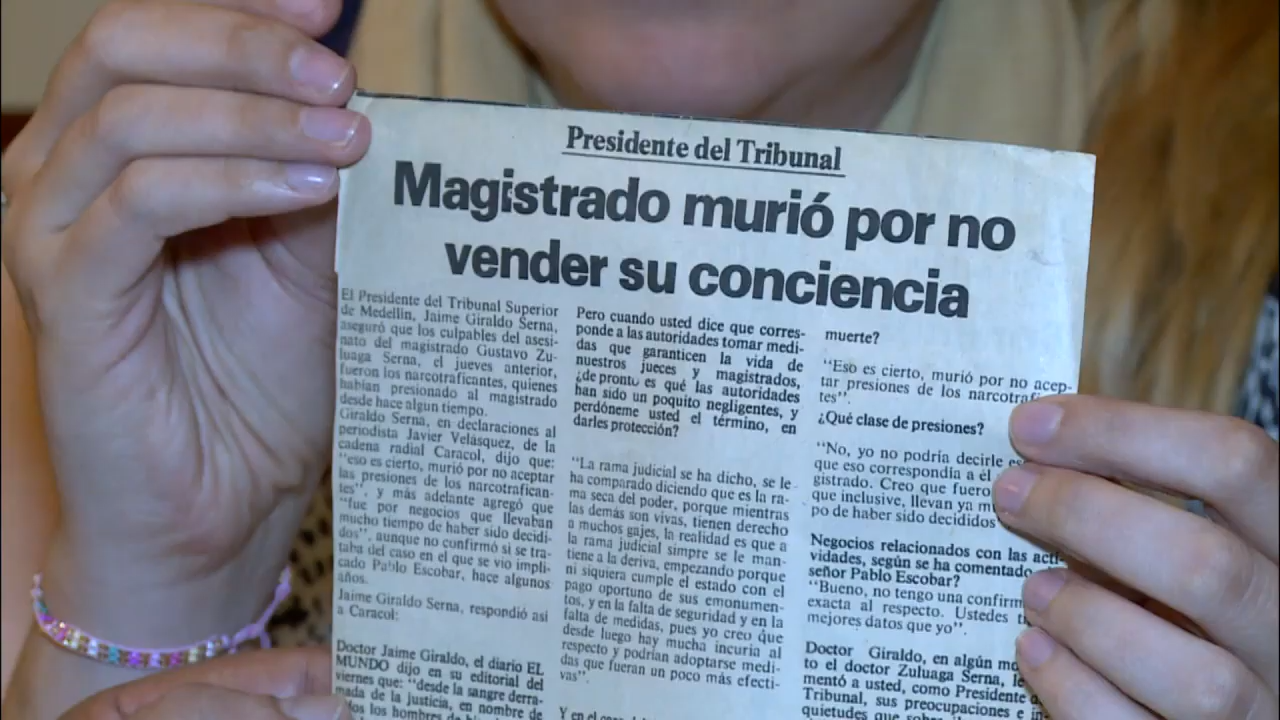 Presidente del Tribunal
Magistrado murió por no
vender su conciencia
El Presidente del Tribunal Superior
de Medellín, Jaime Giraldo Serna,
aseguró que los culpables del asesi-
nato del magistrado Gustavo Zu-
luaga Serna, el jueves anterior,
fueron los narcotraficantes, quienes
habían presionado al magistrado
desde hace algun tiempo.
Giraldo Serna, en declaraciones al
periodista Javier Velásquez, de la
cadena radial Caracol, dijo que:
"eso es cierto, murió por no aceptar
las presiones de los narcotrafican-
tes", y más adelante agregó que
"fue por negocios que llevaban
mucho tiempo de haber sido decidi-
dos", aunque no confirmó si se tra-
taba del caso en el que se vio impli-
cado Pablo Escobar, hace algunos
años.
Jaime Giraldo Serna, respondió así
a Caracol:
Doctor Jaime Giraldo, el diario EL
MUNDO dijo en su editorial del
viernes que: "desde la sangre derra-
mada de la justicia, en nombre de
los hombres de
Pero cuando usted dice que corres-
ponde a las autoridades tomar medi-
das que garanticen la vida de
nuestros jueces y magistrados,
¿de pronto es qué las autoridades
han sido un poquito negligentes, y
perdóneme usted el término, en
darles protección?
"La rama judicial se ha dicho, se le
ha comparado diciendo que es la ra-
ma seca del poder, porque mientras
las demás son vivas, tienen derecho
a muchos gajes, la realidad es que a
la rama judicial simpre se le man-
tiene a la deriva, empezando porque
ni siquiera cumple el estado con el
pago oportuno de sus emonumen-
tos, y en la falta de seguridad y en la
falta de medidas, pues yo creo que
desde luego hay mucha incuria al
respecto y podrían adoptarse medi-
das que fueran un poco más efecti-
vas".
Y en el
muerte?
"Eso es cierto, murió por no acep-
tar presiones de los narcotraf
tes".
¿Qué clase de presiones?
"No, yo no podría decirle es
que eso correspondía a él
gistrado. Creo que fuero
que inclusive, llevan ya m
po de haber sido decididos
Negocios relacionados con las acti-
vidades, según se ha comentado
señor Pablo Escobar?
"Bueno, no tengo una confirm
exacta al respecto. Ustedes ti
mejores datos que yo".
Doctor Giraldo, en algún mo
to el doctor Zuluaga Serna, le
mentó a usted, como Presidente d
Tribunal, sus preocupaciones e in-
quietudes que sobre